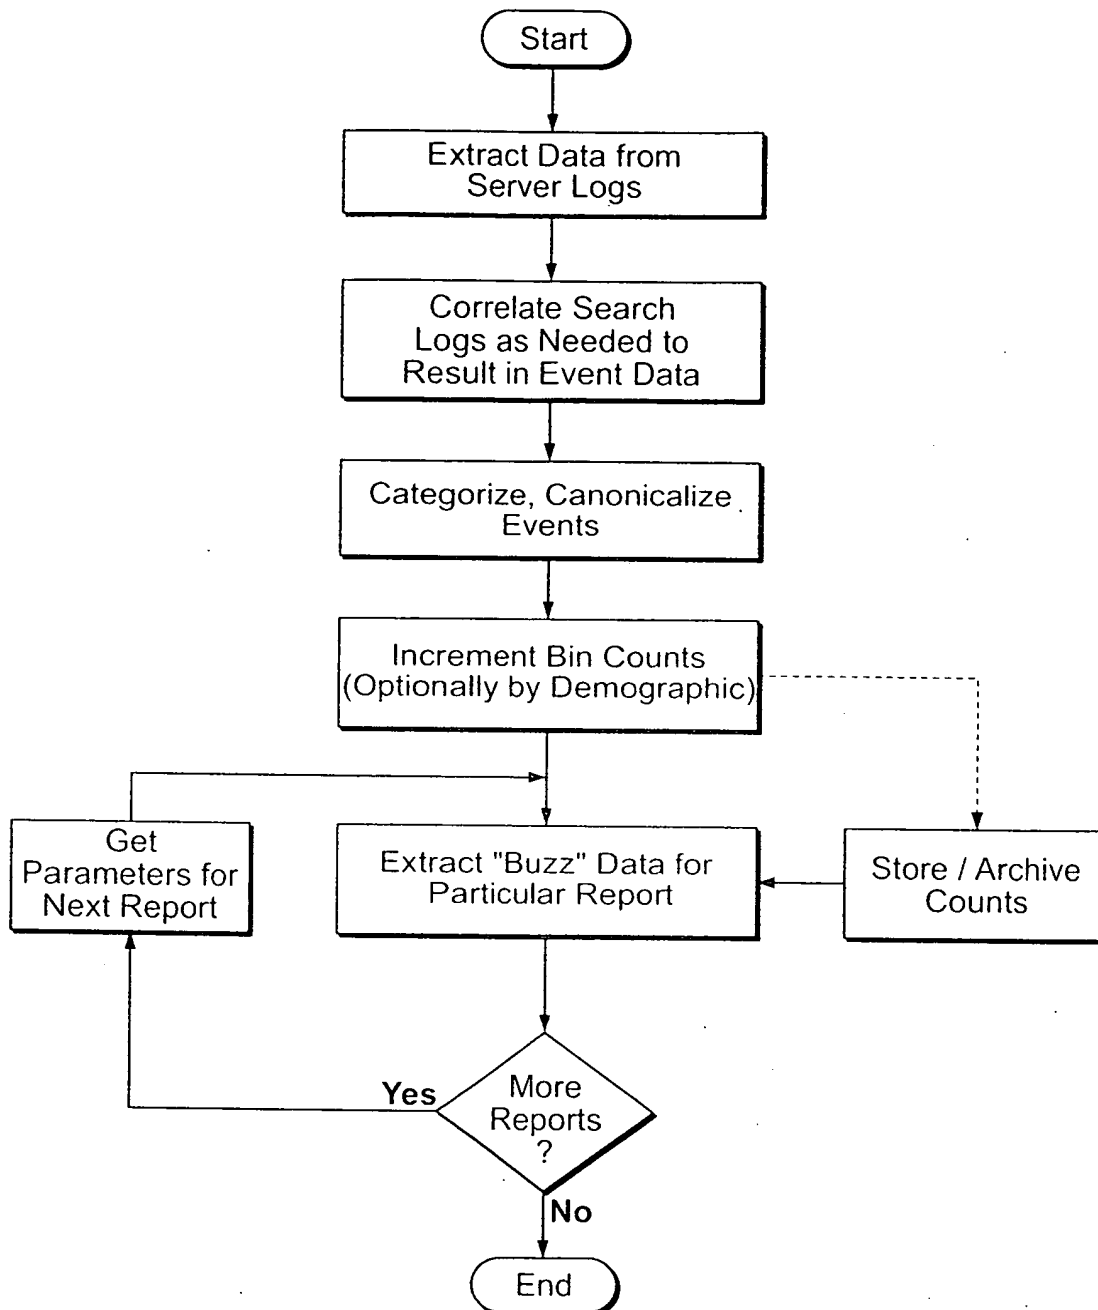 Start
Extract Data from
Server Logs
Correlate Search
Logs as Needed to
Result in Event Data
Categorize, Canonicalize
Events
Increment Bin Counts
(Optionally by Demographic)
Get
Parameters for
Next Report
Extract "Buzz" Data for
Particular Report
Store / Archive
Counts
Yes
More
Reports
?
No
End